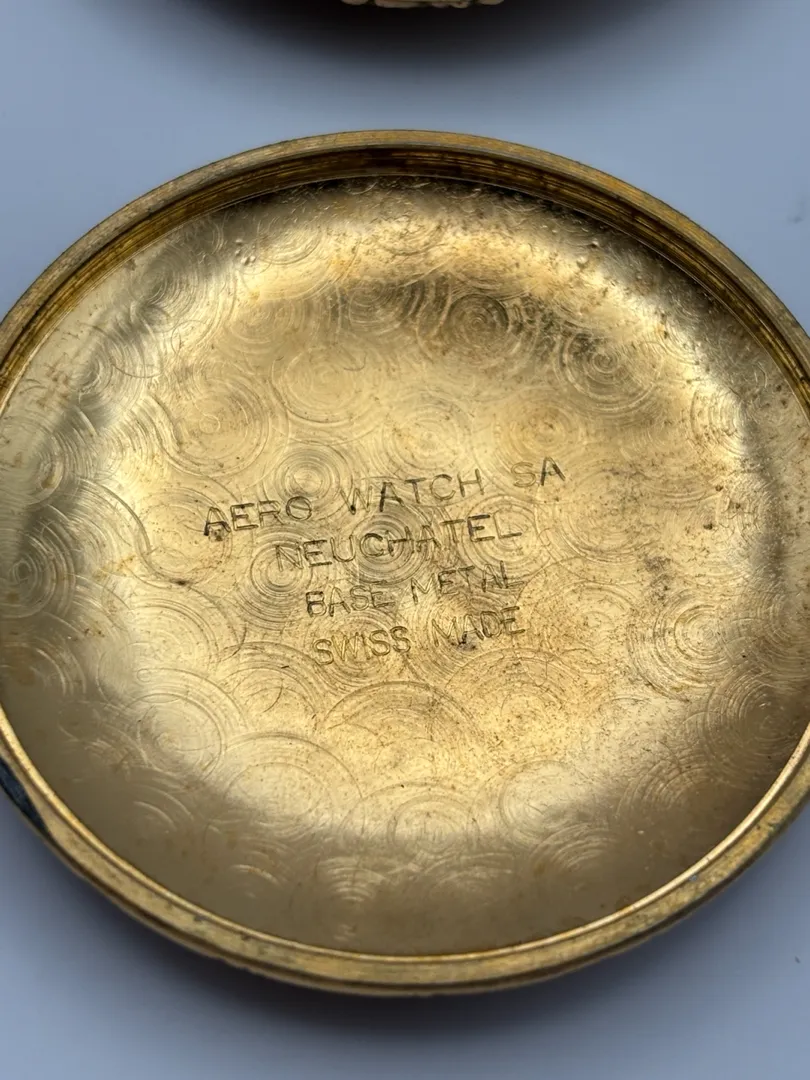 AERO WATCH SA
NEUCHATEL
BASE METAL
SWISS MADE